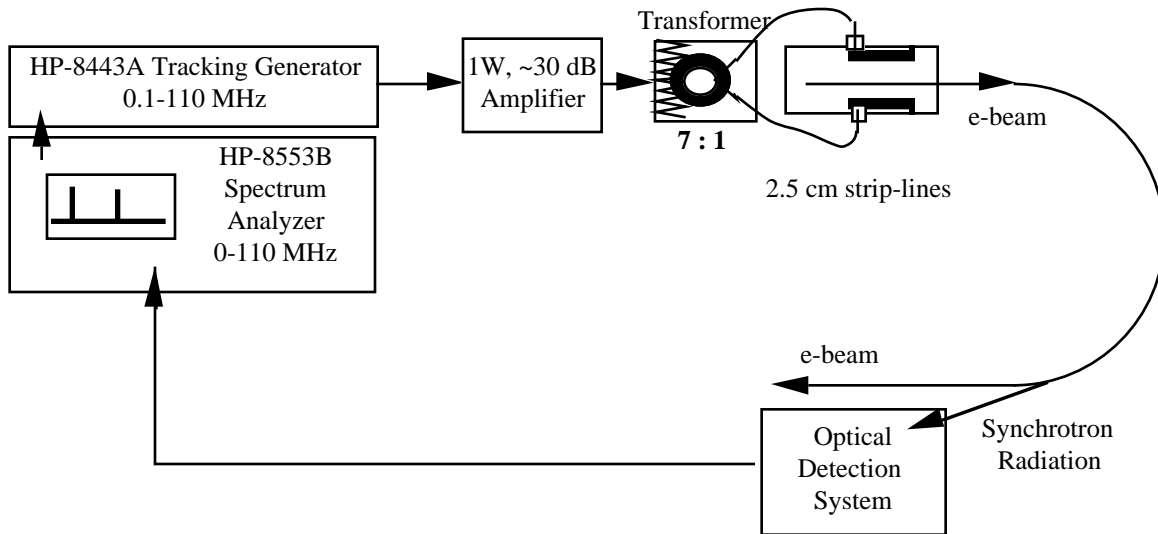 HP-8443A Tracking Generator
0.1-110 MHz
HP-8553B
Spectrum
Analyzer
0-110 MHz
1W, ~30 dB
Amplifier
Transformer
7 : 1
e-beam
2.5 cm strip-lines
e-beam
Optical
Detection
System
Synchrotron
Radiation